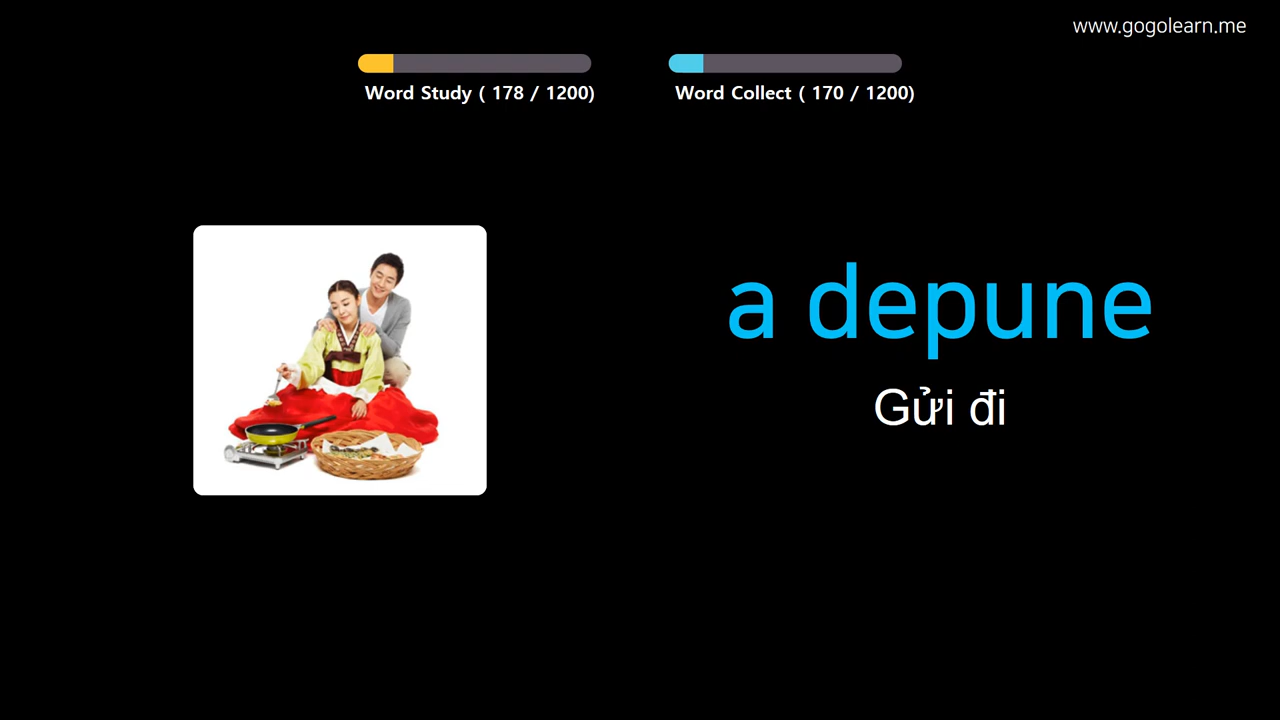 www.gogolearn.me
Word Study ( 178 / 1200)
Word Collect ( 170 / 1200)
a depune
Gửi đi